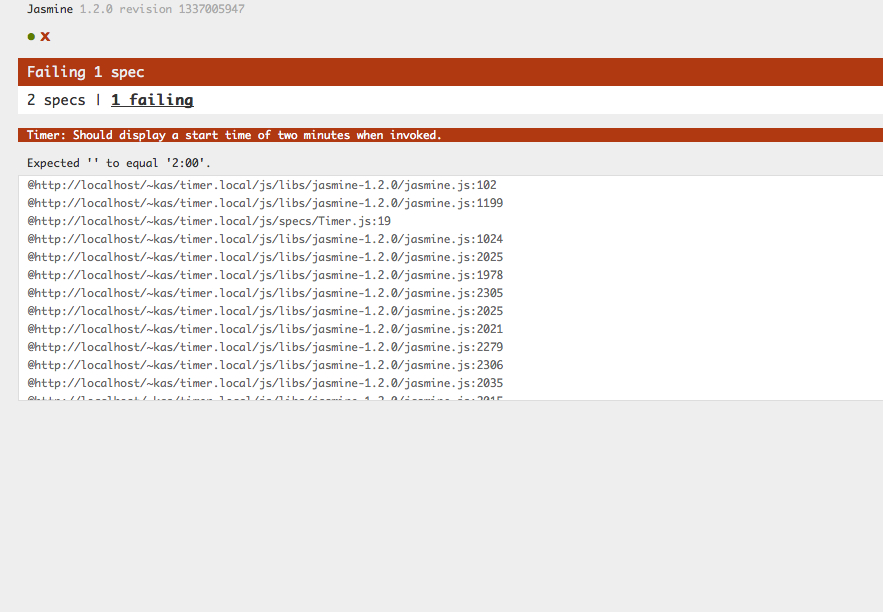 Jasmine 1.2.0 revision 1337005947
● x
Failing 1 spec
2 specs | 1 failing
Timer: Should display a start time of two minutes when invoked.
Expected '' to equal '2:00'.
@http://localhost/~kas/timer.local/js/libs/jasmine-1.2.0/jasmine.js:102
@http://localhost/~kas/timer.local/js/libs/jasmine-1.2.0/jasmine.js:1199
@http://localhost/~kas/timer.local/js/specs/Timer.js:19
@http://localhost/~kas/timer.local/js/libs/jasmine-1.2.0/jasmine.js:1024
@http://localhost/~kas/timer.local/js/libs/jasmine-1.2.0/jasmine.js:2025
@http://localhost/~kas/timer.local/js/libs/jasmine-1.2.0/jasmine.js:1978
@http://localhost/~kas/timer.local/js/libs/jasmine-1.2.0/jasmine.js:2305
@http://localhost/~kas/timer.local/js/libs/jasmine-1.2.0/jasmine.js:2025
@http://localhost/~kas/timer.local/js/libs/jasmine-1.2.0/jasmine.js:2021
@http://localhost/~kas/timer.local/js/libs/jasmine-1.2.0/jasmine.js:2279
@http://localhost/~kas/timer.local/js/libs/jasmine-1.2.0/jasmine.js:2306
@http://localhost/~kas/timer.local/js/libs/jasmine-1.2.0/jasmine.js:2035